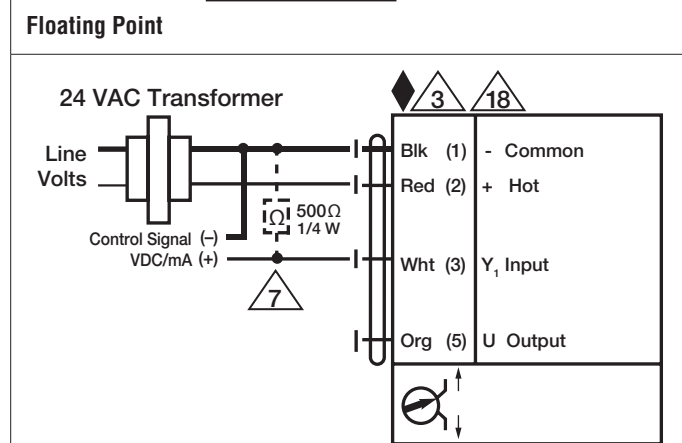 Floating Point
24 VAC Transformer
3
18
Line
Volts
Blk (1) - Common
Red (2) + Hot
Ω
500Ω
1/4 W
Control Signal (–)
VDC/mA (+)
Wht (3) Y₁ Input
7
Org (5) U Output